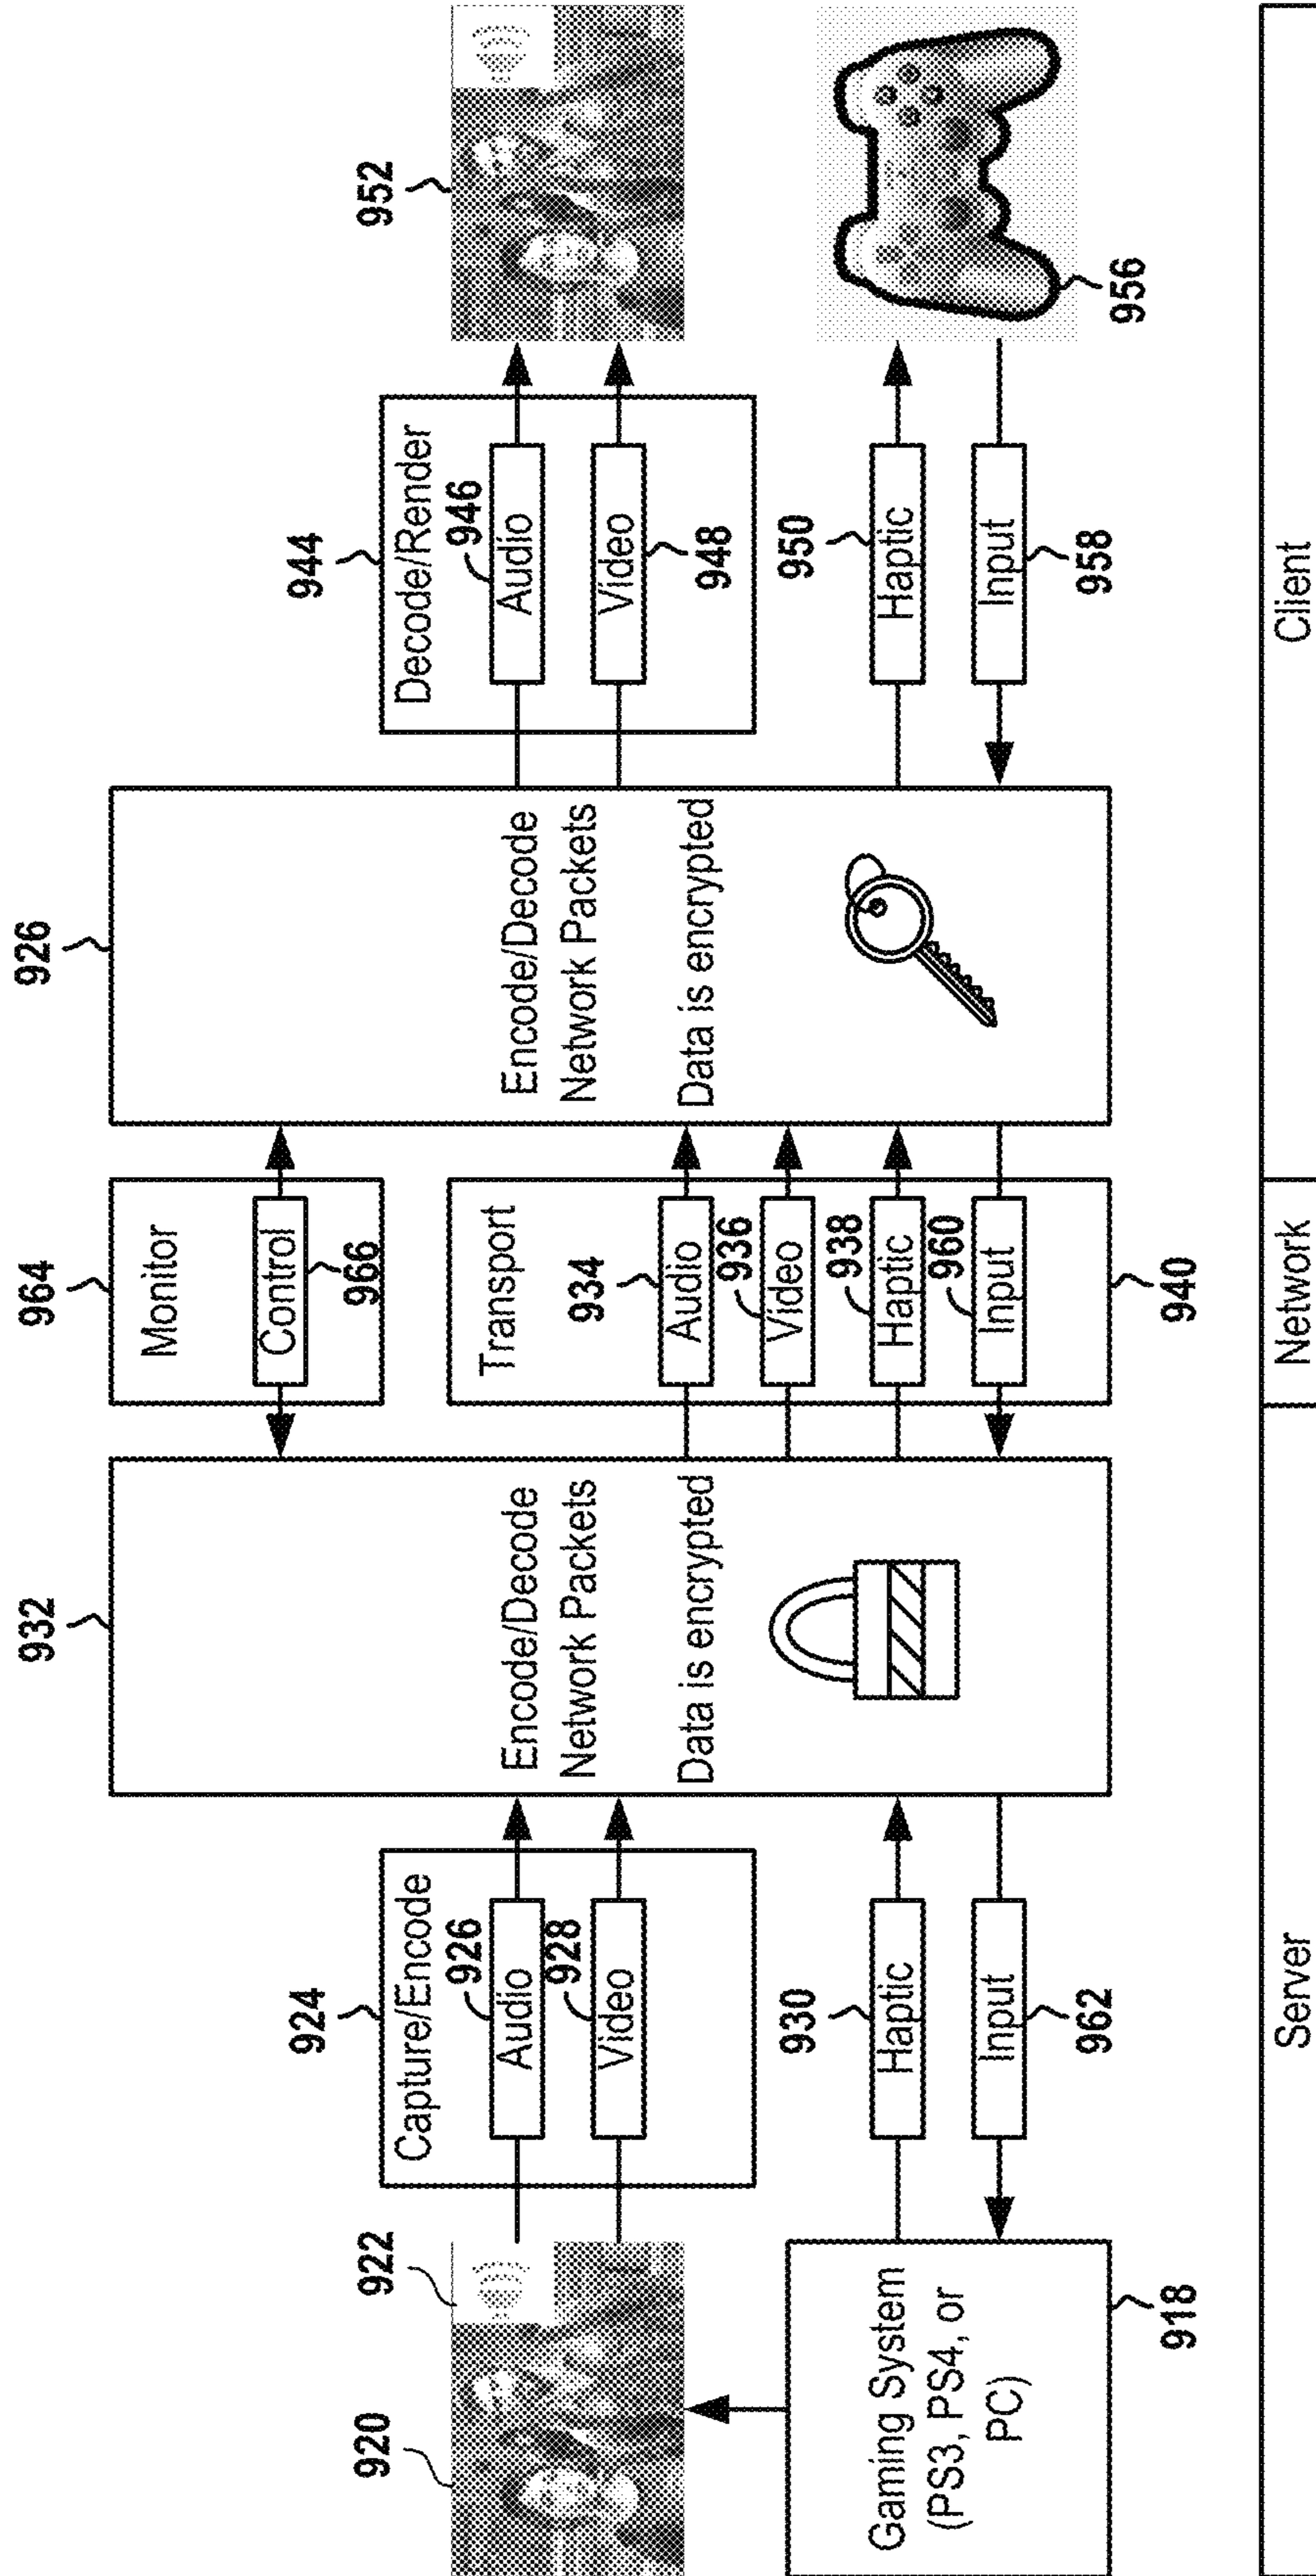 920
922
924
Capture/Encode
926
Audio
928
Video
Gaming System
(PS3, PS4, or
PC)
918
930
Haptic
Input
962
932
Encode/Decode
Network Packets
Data is encrypted
964
Monitor
Control
966
Transport
934
Audio
936
Video
938
Haptic
960
Input
940
926
Encode/Decode
Network Packets
Data is encrypted
944
Decode/Render
946
Audio
Video
948
950
Haptic
Input
958
952
956
Server
Network
Client